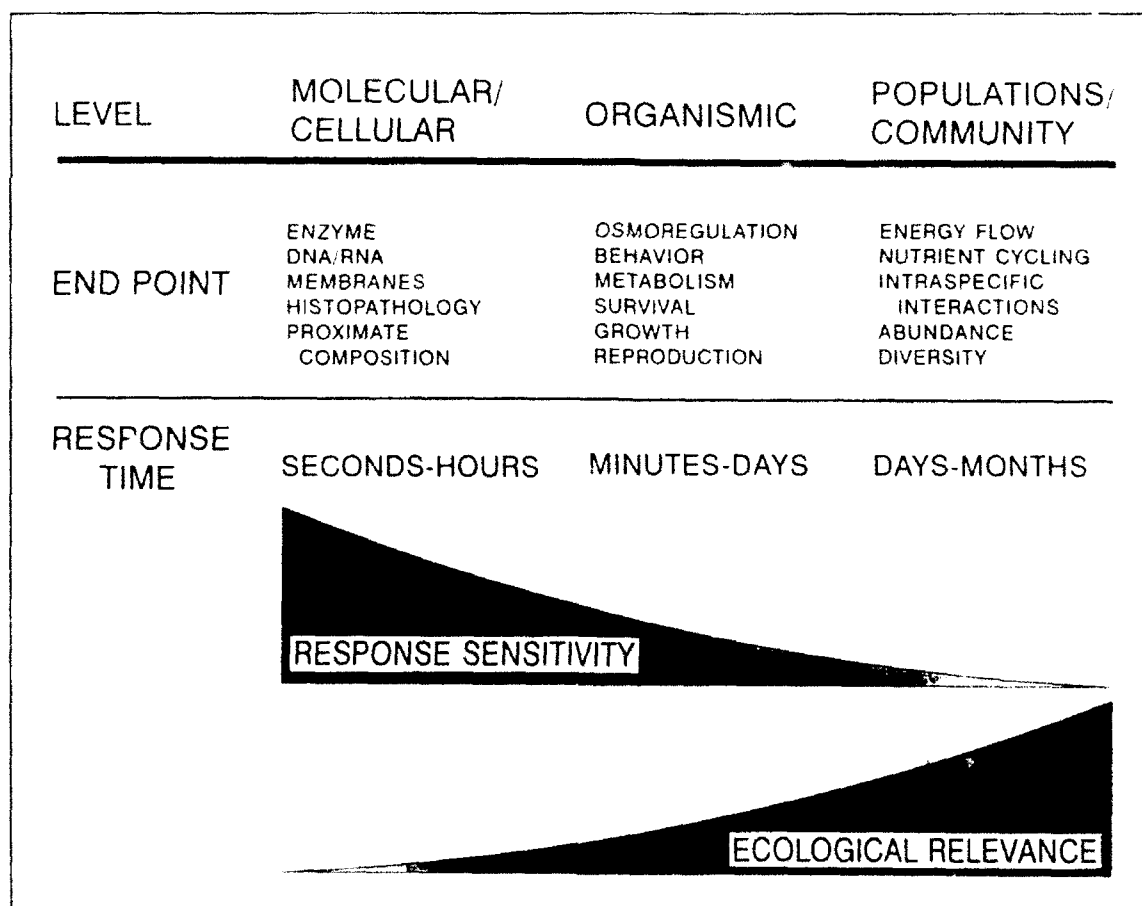 LEVEL
MOLECULAR/
CELLULAR
ORGANISMIC
POPULATIONS/
COMMUNITY
END POINT
ENZYME
DNA/RNA
MEMBRANES
HISTOPATHOLOGY
PROXIMATE
COMPOSITION
OSMOREGULATION
BEHAVIOR
METABOLISM
SURVIVAL
GROWTH
REPRODUCTION
ENERGY FLOW
NUTRIENT CYCLING
INTRASPECIFIC
INTERACTIONS
ABUNDANCE
DIVERSITY
RESPONSE
TIME
SECONDS-HOURS
MINUTES-DAYS
DAYS-MONTHS
RESPONSE SENSITIVITY
ECOLOGICAL RELEVANCE